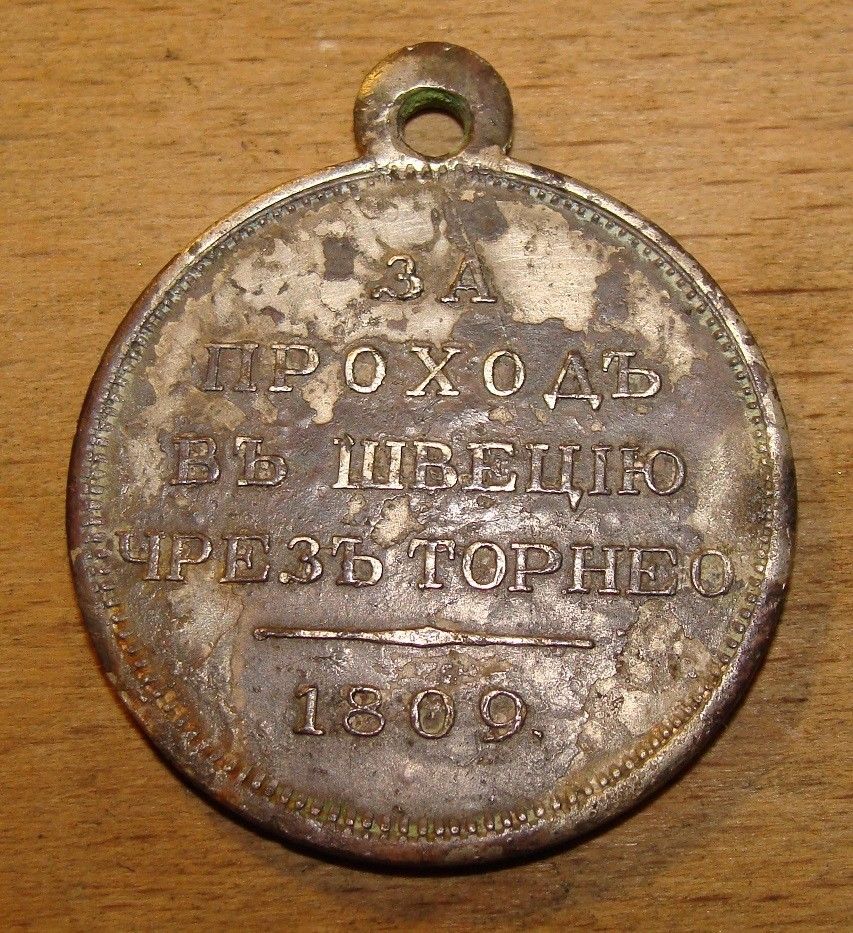 ЗА
ПРОХОДЪ
ВЪ ШВЕЦІЮ
ЧРЕЗЪ ТОРНЕО
1809.